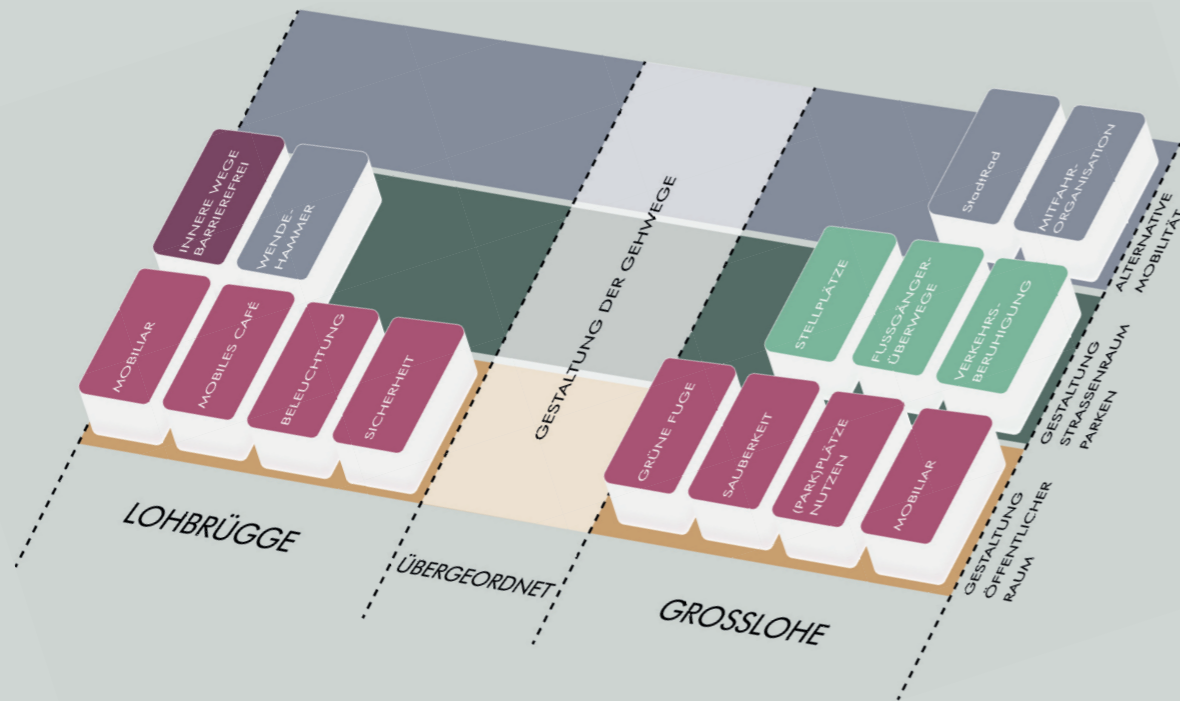 INNERE WEGE
BARRIEREFREI
WENDE-
HAMMER
StadtRad
MITFAHR-
ORGANISATION
ALTERNATIVE
MOBILITÄT
MOBILIAR
MOBILES CAFÉ
BELEUCHTUNG
SICHERHEIT
GESTALTUNG DER GEHWEGE
STELLPLÄTZE
FUSSGÄNGER-
ÜBERWEGE
VERKEHRS-
BERUHIGUNG
GESTALTUNG
STRASSENRAUM
PARKEN
GRÜNE FUGE
SAUBERKEIT
(PARK)PLÄTZE
NUTZEN
MOBILIAR
GESTALTUNG
ÖFFENTLICHER
RAUM
LOHBRÜGGE
ÜBERGEORDNET
GROSSLOHE